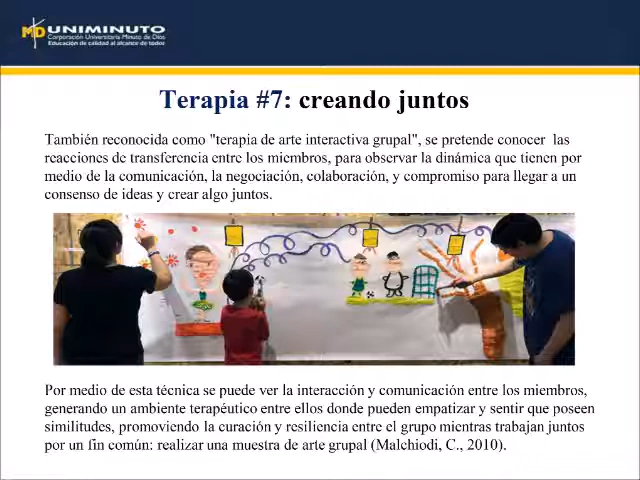 UNIMINUTO
Corporación Universitaria Minuto de Dios
Educación de calidad al alcance de todos
Terapia #7: creando juntos
También reconocida como "terapia de arte interactiva grupal", se pretende conocer las
reacciones de transferencia entre los miembros, para observar la dinámica que tienen por
medio de la comunicación, la negociación, colaboración, y compromiso para llegar a un
consenso de ideas y crear algo juntos.
Por medio de esta técnica se puede ver la interacción y comunicación entre los miembros,
generando un ambiente terapéutico entre ellos donde pueden empatizar y sentir que poseen
similitudes, promoviendo la curación y resiliencia entre el grupo mientras trabajan juntos
por un fin común: realizar una muestra de arte grupal (Malchiodi, C., 2010).